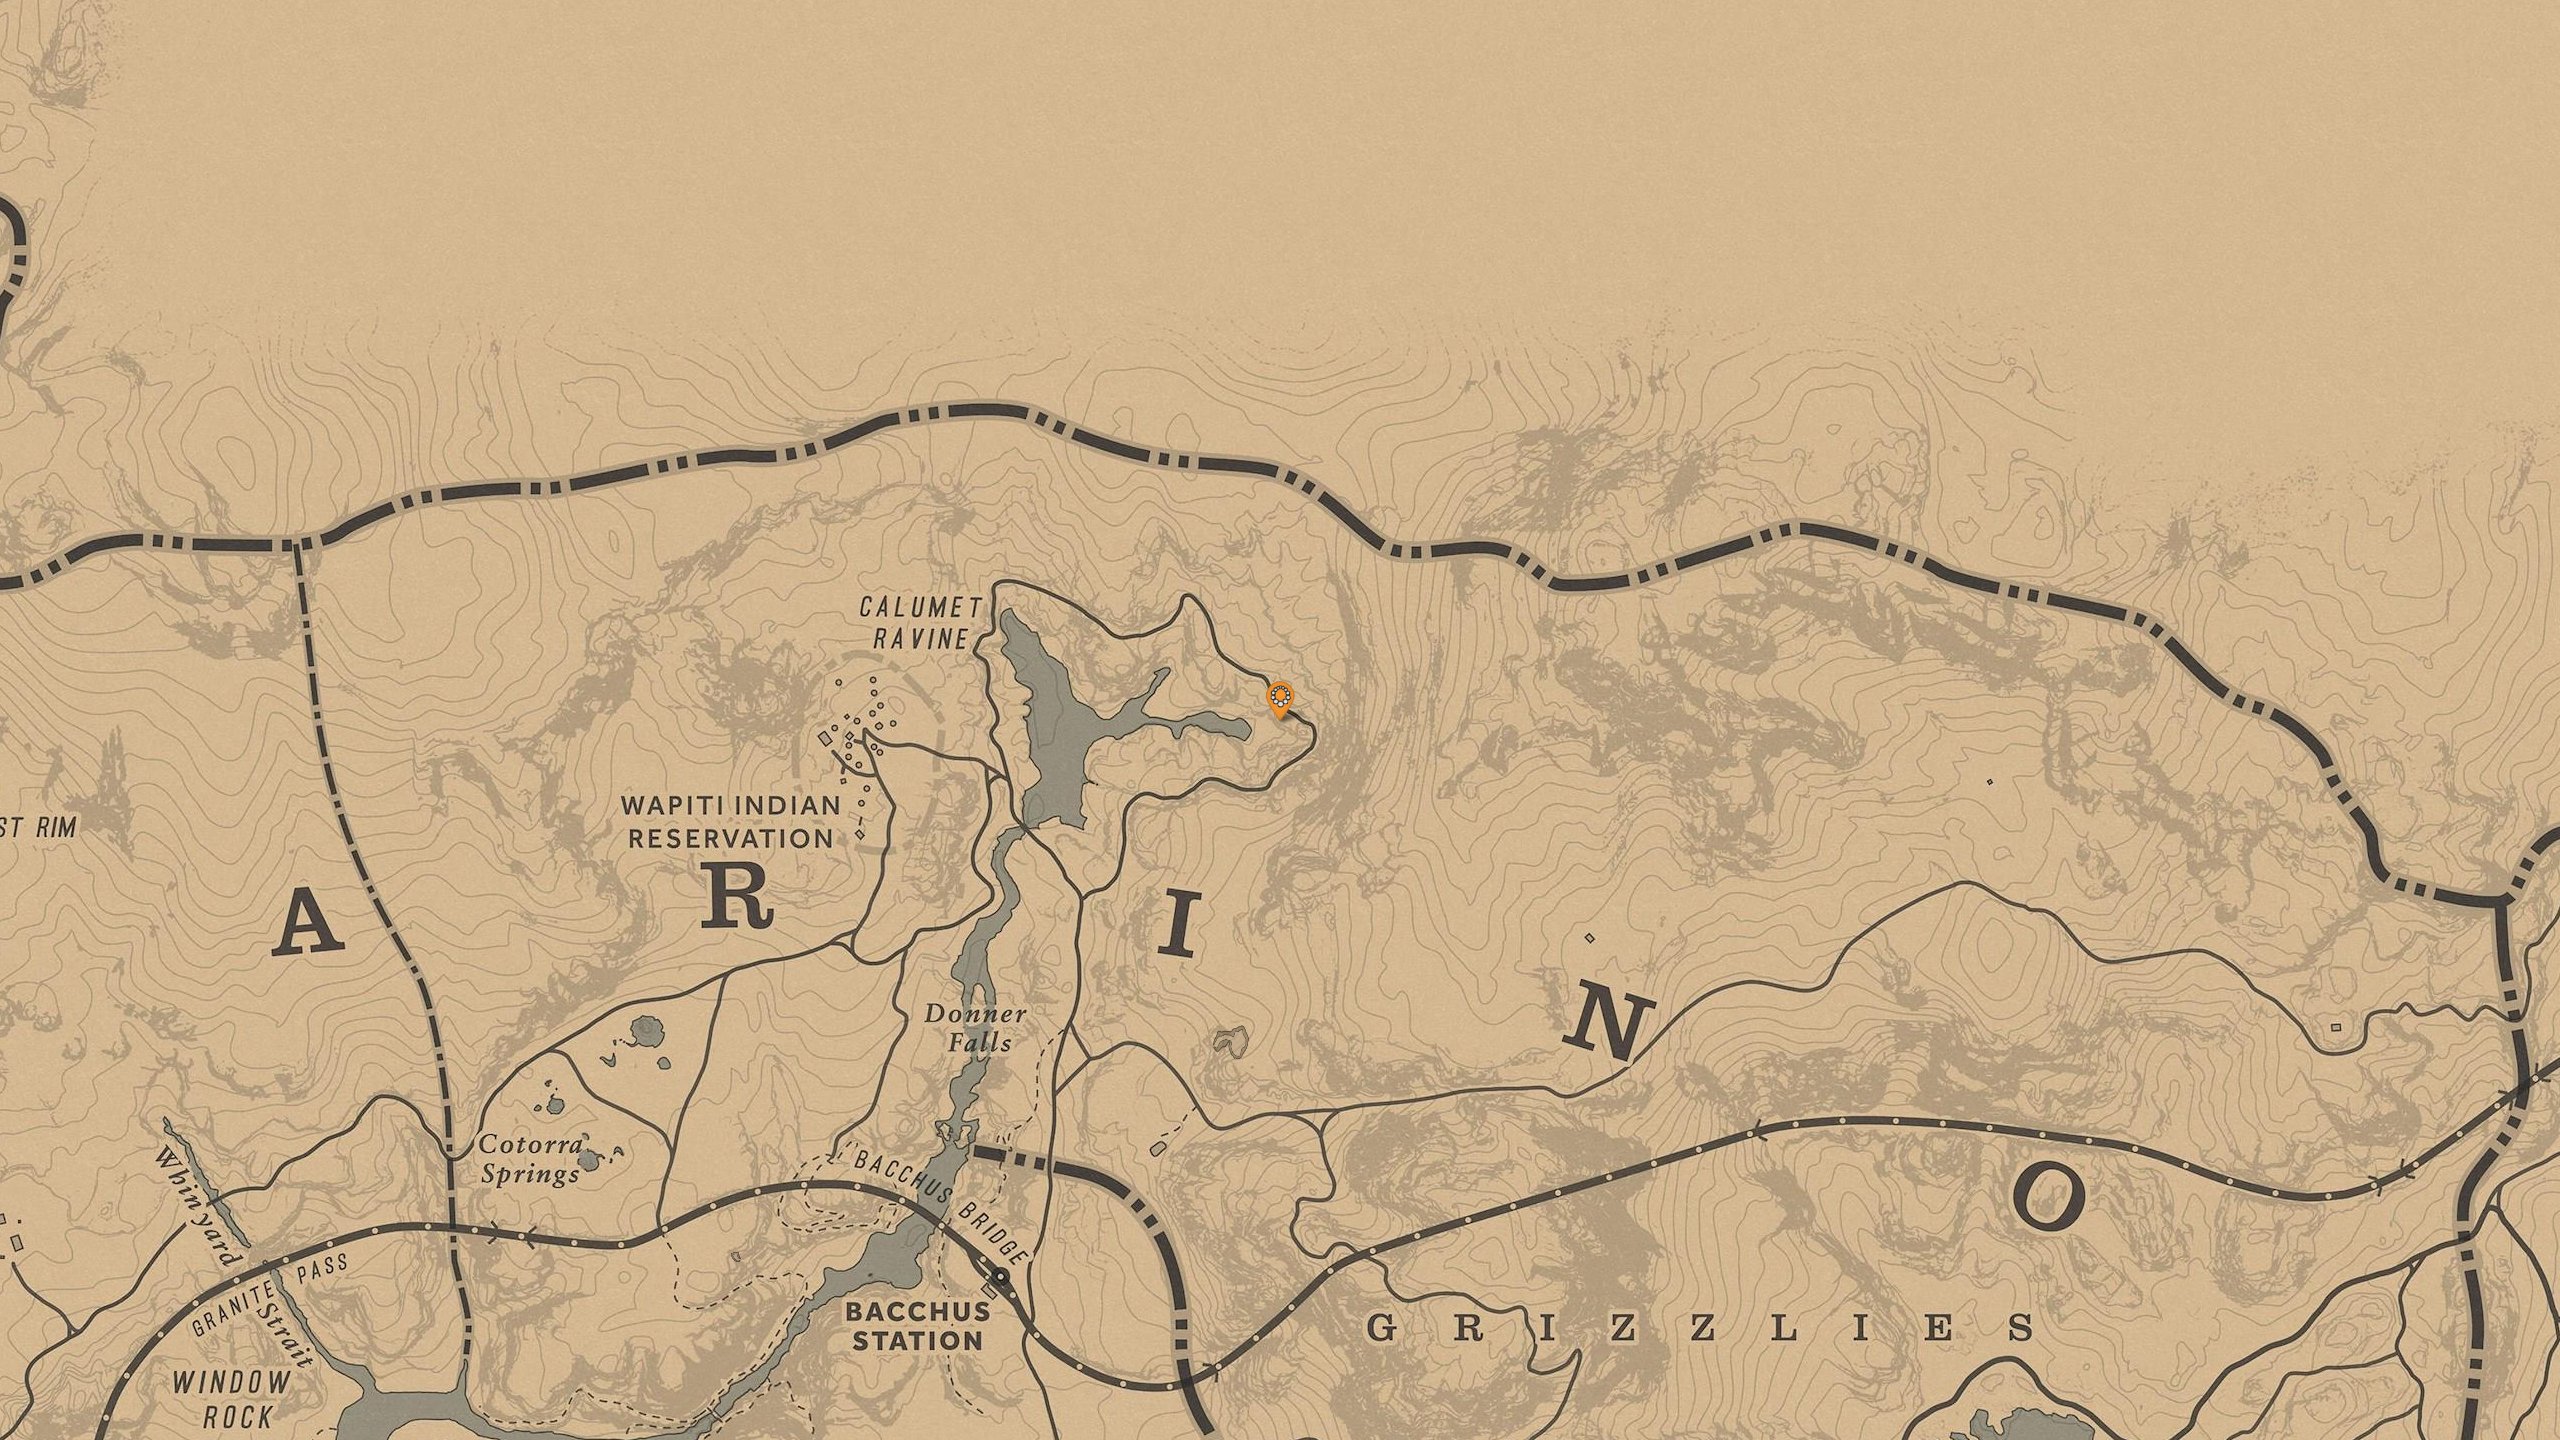 CALUMET
RAVINE
WAPITI INDIAN
RESERVATION
ST RIM
A R I N O
Donner
Falls
Cotorra
Springs
Whinyard
Strait
BACCHUS BRIDGE
GRANITE PASS
BACCHUS
STATION
GRIZZLIES
WINDOW
ROCK